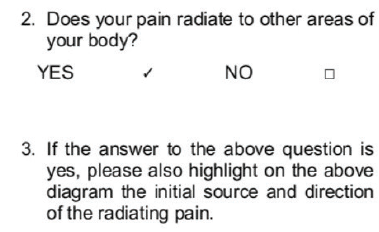 2. Does your pain radiate to other areas of
your body?
YES ✓ NO □
3. If the answer to the above question is
yes, please also highlight on the above
diagram the initial source and direction
of the radiating pain.